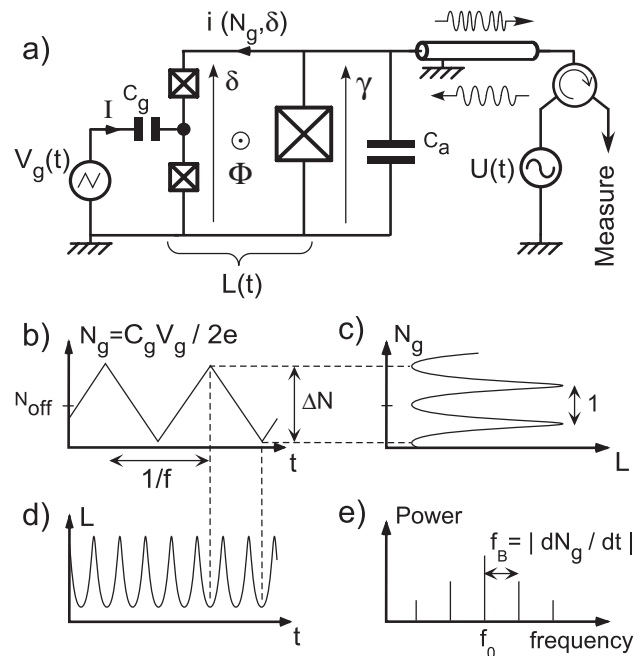 a)
i (N_g,δ)
I
C_g
δ
Φ
γ
C_a
V_g(t)
U(t)
Measure
L(t)
b)
N_g=C_gV_g / 2e
N_off
ΔN
1/f
t
c)
N_g
1
L
d)
L
t
e)
Power
f_B= | dN_g / dt |
f_0
frequency